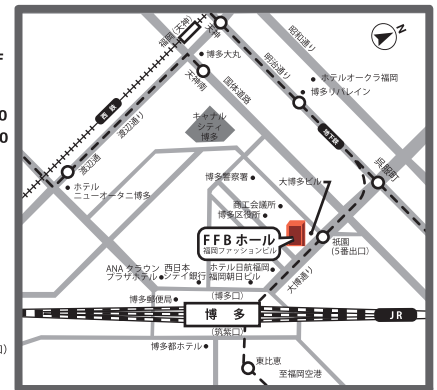 F
0
0
口)
福岡(天神)
天神
昭和通り
N
博多大丸
天神南
明治通り
国体道路
ホテルオークラ福岡
博多リバレイン
西鉄
渡辺通り
キャナル
シティ
博多
地下鉄
呉服町
渡辺通
ホテル
ニューオータニ博多
博多警察署
大博多ビル
商工会議所
博多区役所
FFBホール
福岡ファッションビル
祇園
(5番出口)
大博通り
ANAクラウン
プラザホテル
西日本
シティ銀行
ホテル日航福岡
福岡朝日ビル
博多郵便局
(博多口)
博多
JR
(筑紫口)
博多都ホテル
東比恵
至福岡空港